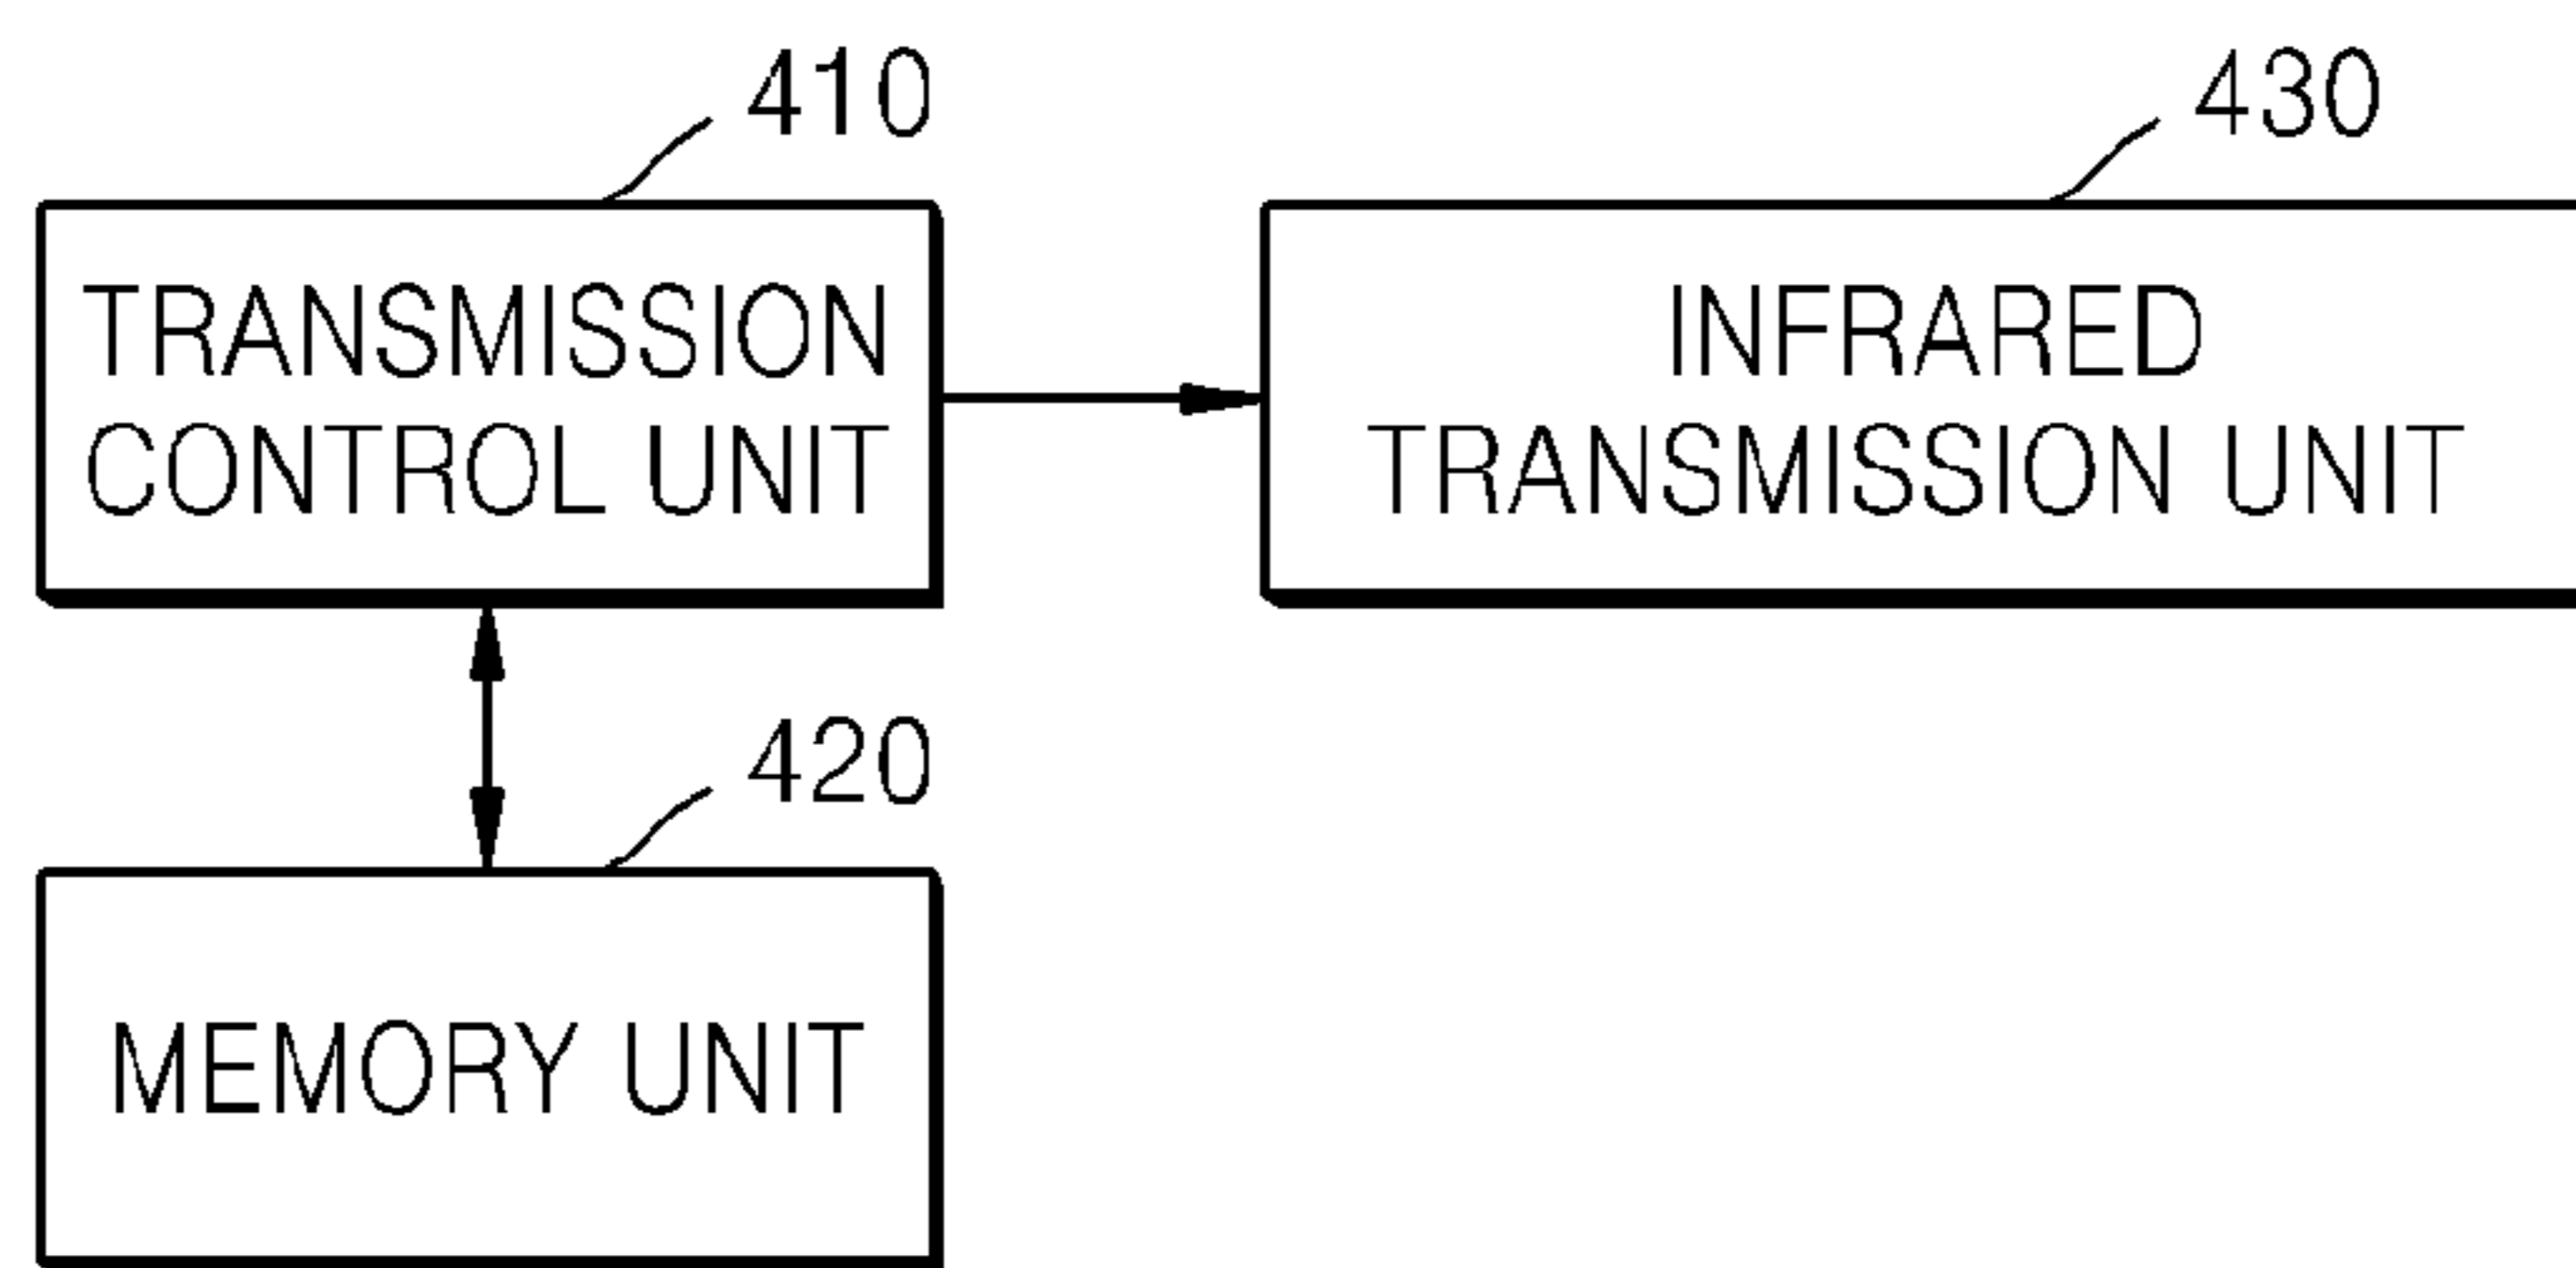 410
430
TRANSMISSION
CONTROL UNIT
INFRARED
TRANSMISSION UNIT
420
MEMORY UNIT